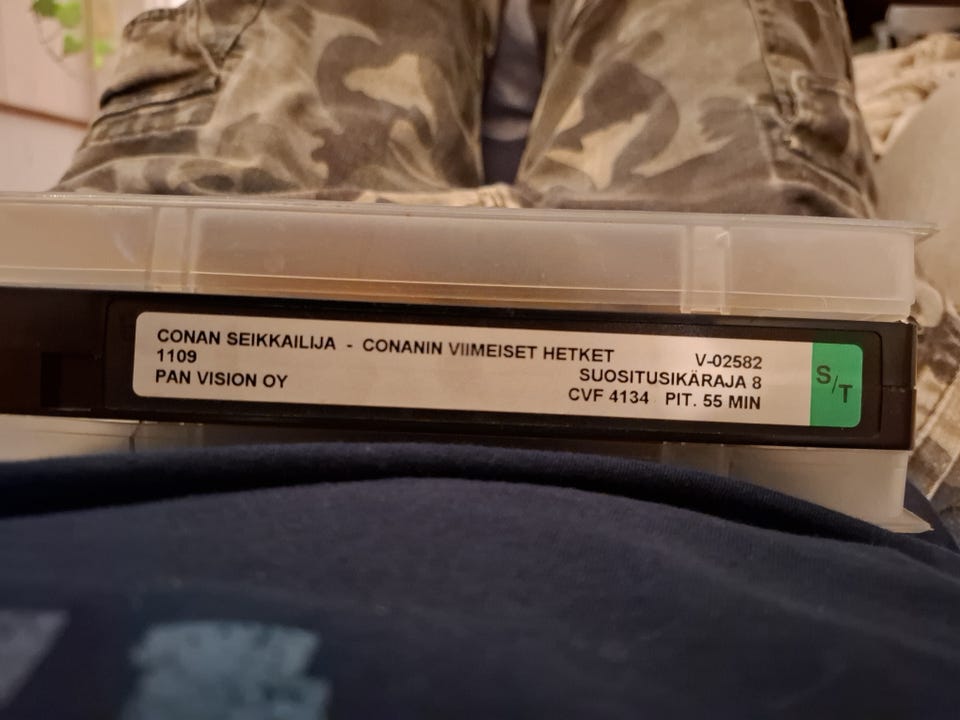 CONAN SEIKKAILIJA - CONANIN VIIMEISET HETKET V-02582
1109 SUOSITUSIKÄRAJA 8
PAN VISION OY CVF 4134 PIT. 55 MIN
S/T